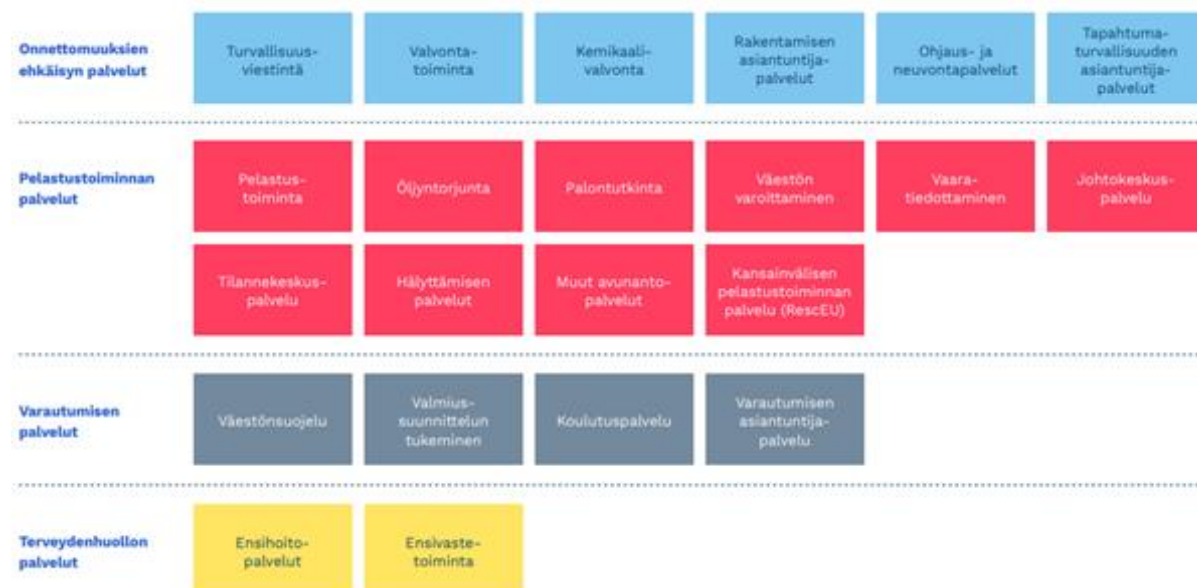 Onnettomuuksien
ehkäisyn palvelut
Turvallisuus-
viestintä
Valvonta-
toiminta
Kemikaali-
valvonta
Rakentamisen
asiantuntija-
palvelut
Ohjaus- ja
neuvontapalvelut
Tapahtuma-
turvallisuuden
asiantuntija-
palvelut
Pelastustoiminnan
palvelut
Pelastus-
toiminta
Öljyntorjunta
Palontutkinta
Väestön
varoittaminen
Vaara-
tiedottaminen
Johtokeskus-
palvelu
Tilannekeskus-
palvelu
Hälyttämisen
palvelut
Muut avunanto-
palvelut
Kansainvälisen
pelastustoiminnan
palvelu (RescEU)
Varautumisen
palvelut
Väestönsuojelu
Valmius-
suunnittelun
tukeminen
Koulutuspalvelu
Varautumisen
asiantuntija-
palvelu
Terveydenhuollon
palvelut
Ensihoito-
palvelut
Ensivaste-
toiminta